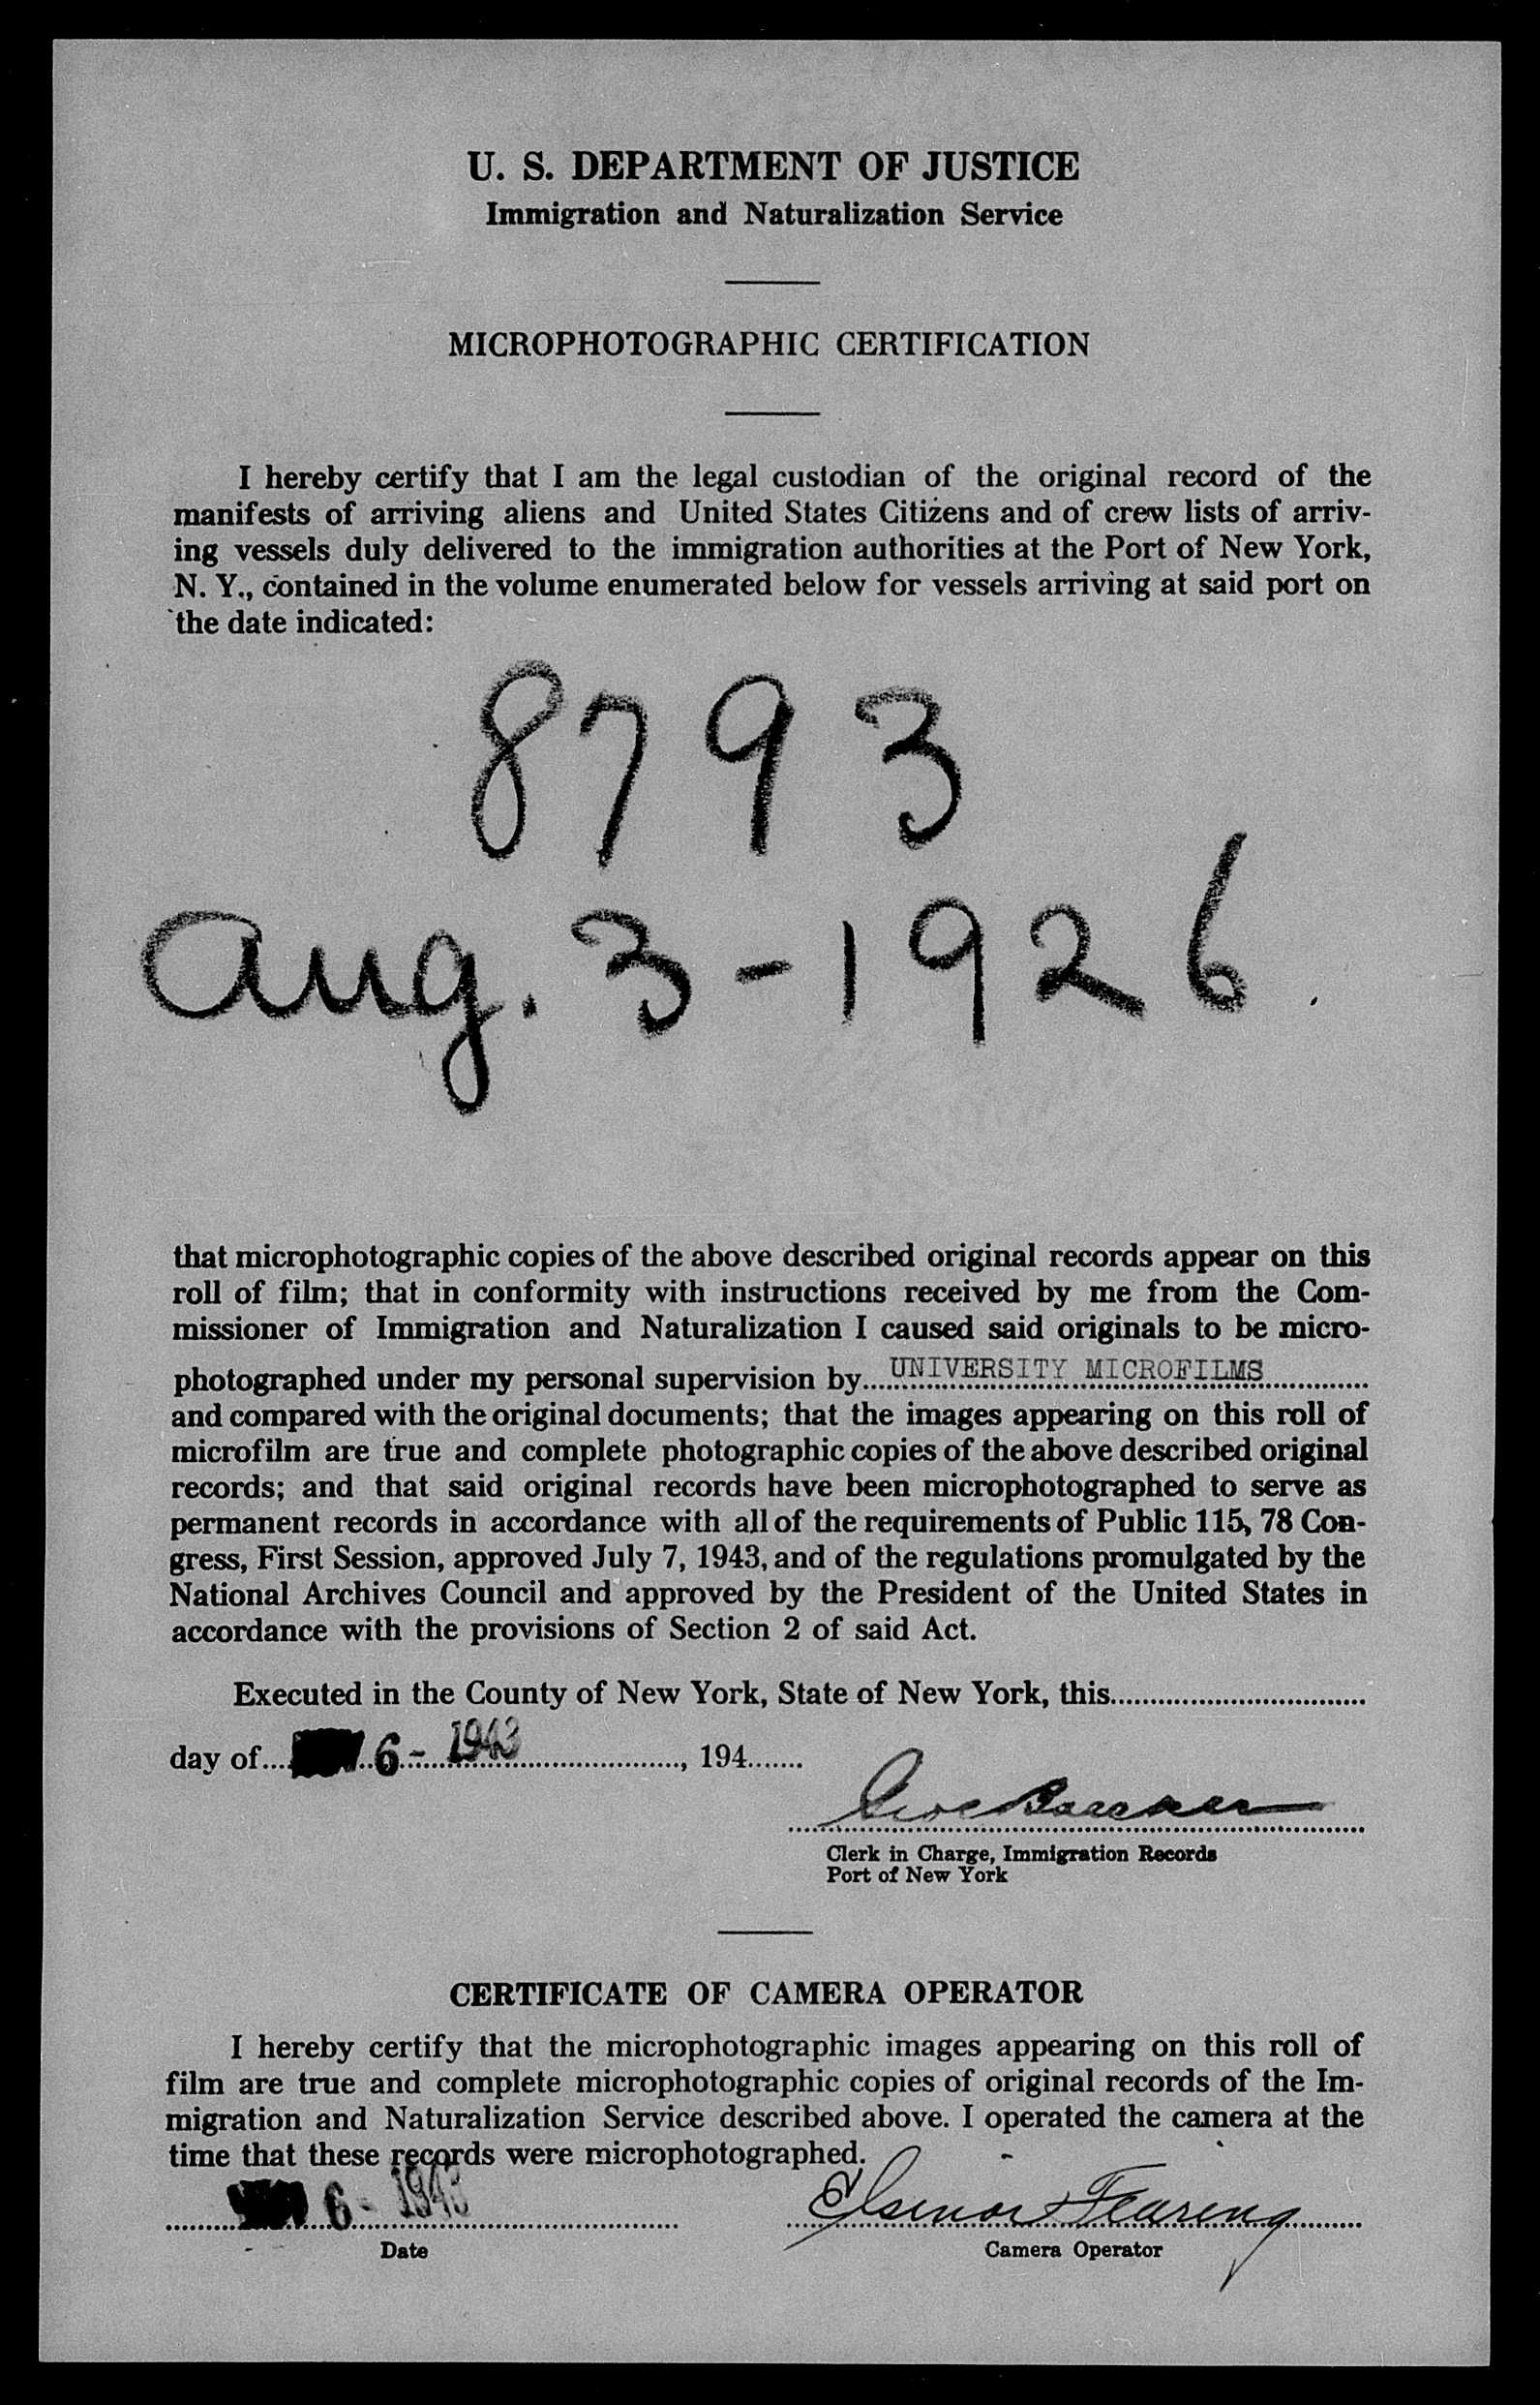 U. S. DEPARTMENT OF JUSTICE
Immigration and Naturalization Service
MICROPHOTOGRAPHIC CERTIFICATION
I hereby certify that I am the legal custodian of the original record of the
manifests of arriving aliens and United States Citizens and of crew lists of arriv-
ing vessels duly delivered to the immigration authorities at the Port of New York,
N. Y., contained in the volume enumerated below for vessels arriving at said port on
the date indicated:
8793
Aug. 3-1926.
that microphotographic copies of the above described original records appear on this
roll of film; that in conformity with instructions received by me from the Com-
missioner of Immigration and Naturalization I caused said originals to be micro-
photographed under my personal supervision by UNIVERSITY MICROFILMS
and compared with the original documents; that the images appearing on this roll of
microfilm are true and complete photographic copies of the above described original
records; and that said original records have been microphotographed to serve as
permanent records in accordance with all of the requirements of Public 115, 78 Con-
gress, First Session, approved July 7, 1943, and of the regulations promulgated by the
National Archives Council and approved by the President of the United States in
accordance with the provisions of Section 2 of said Act.
Executed in the County of New York, State of New York, this
day of 6 - 1943, 194
Clerk in Charge, Immigration Records
Port of New York
CERTIFICATE OF CAMERA OPERATOR
I hereby certify that the microphotographic images appearing on this roll of
film are true and complete microphotographic copies of original records of the Im-
migration and Naturalization Service described above. I operated the camera at the
time that these records were microphotographed.
6 - 1943 Elsinor Fearing
Date Camera Operator